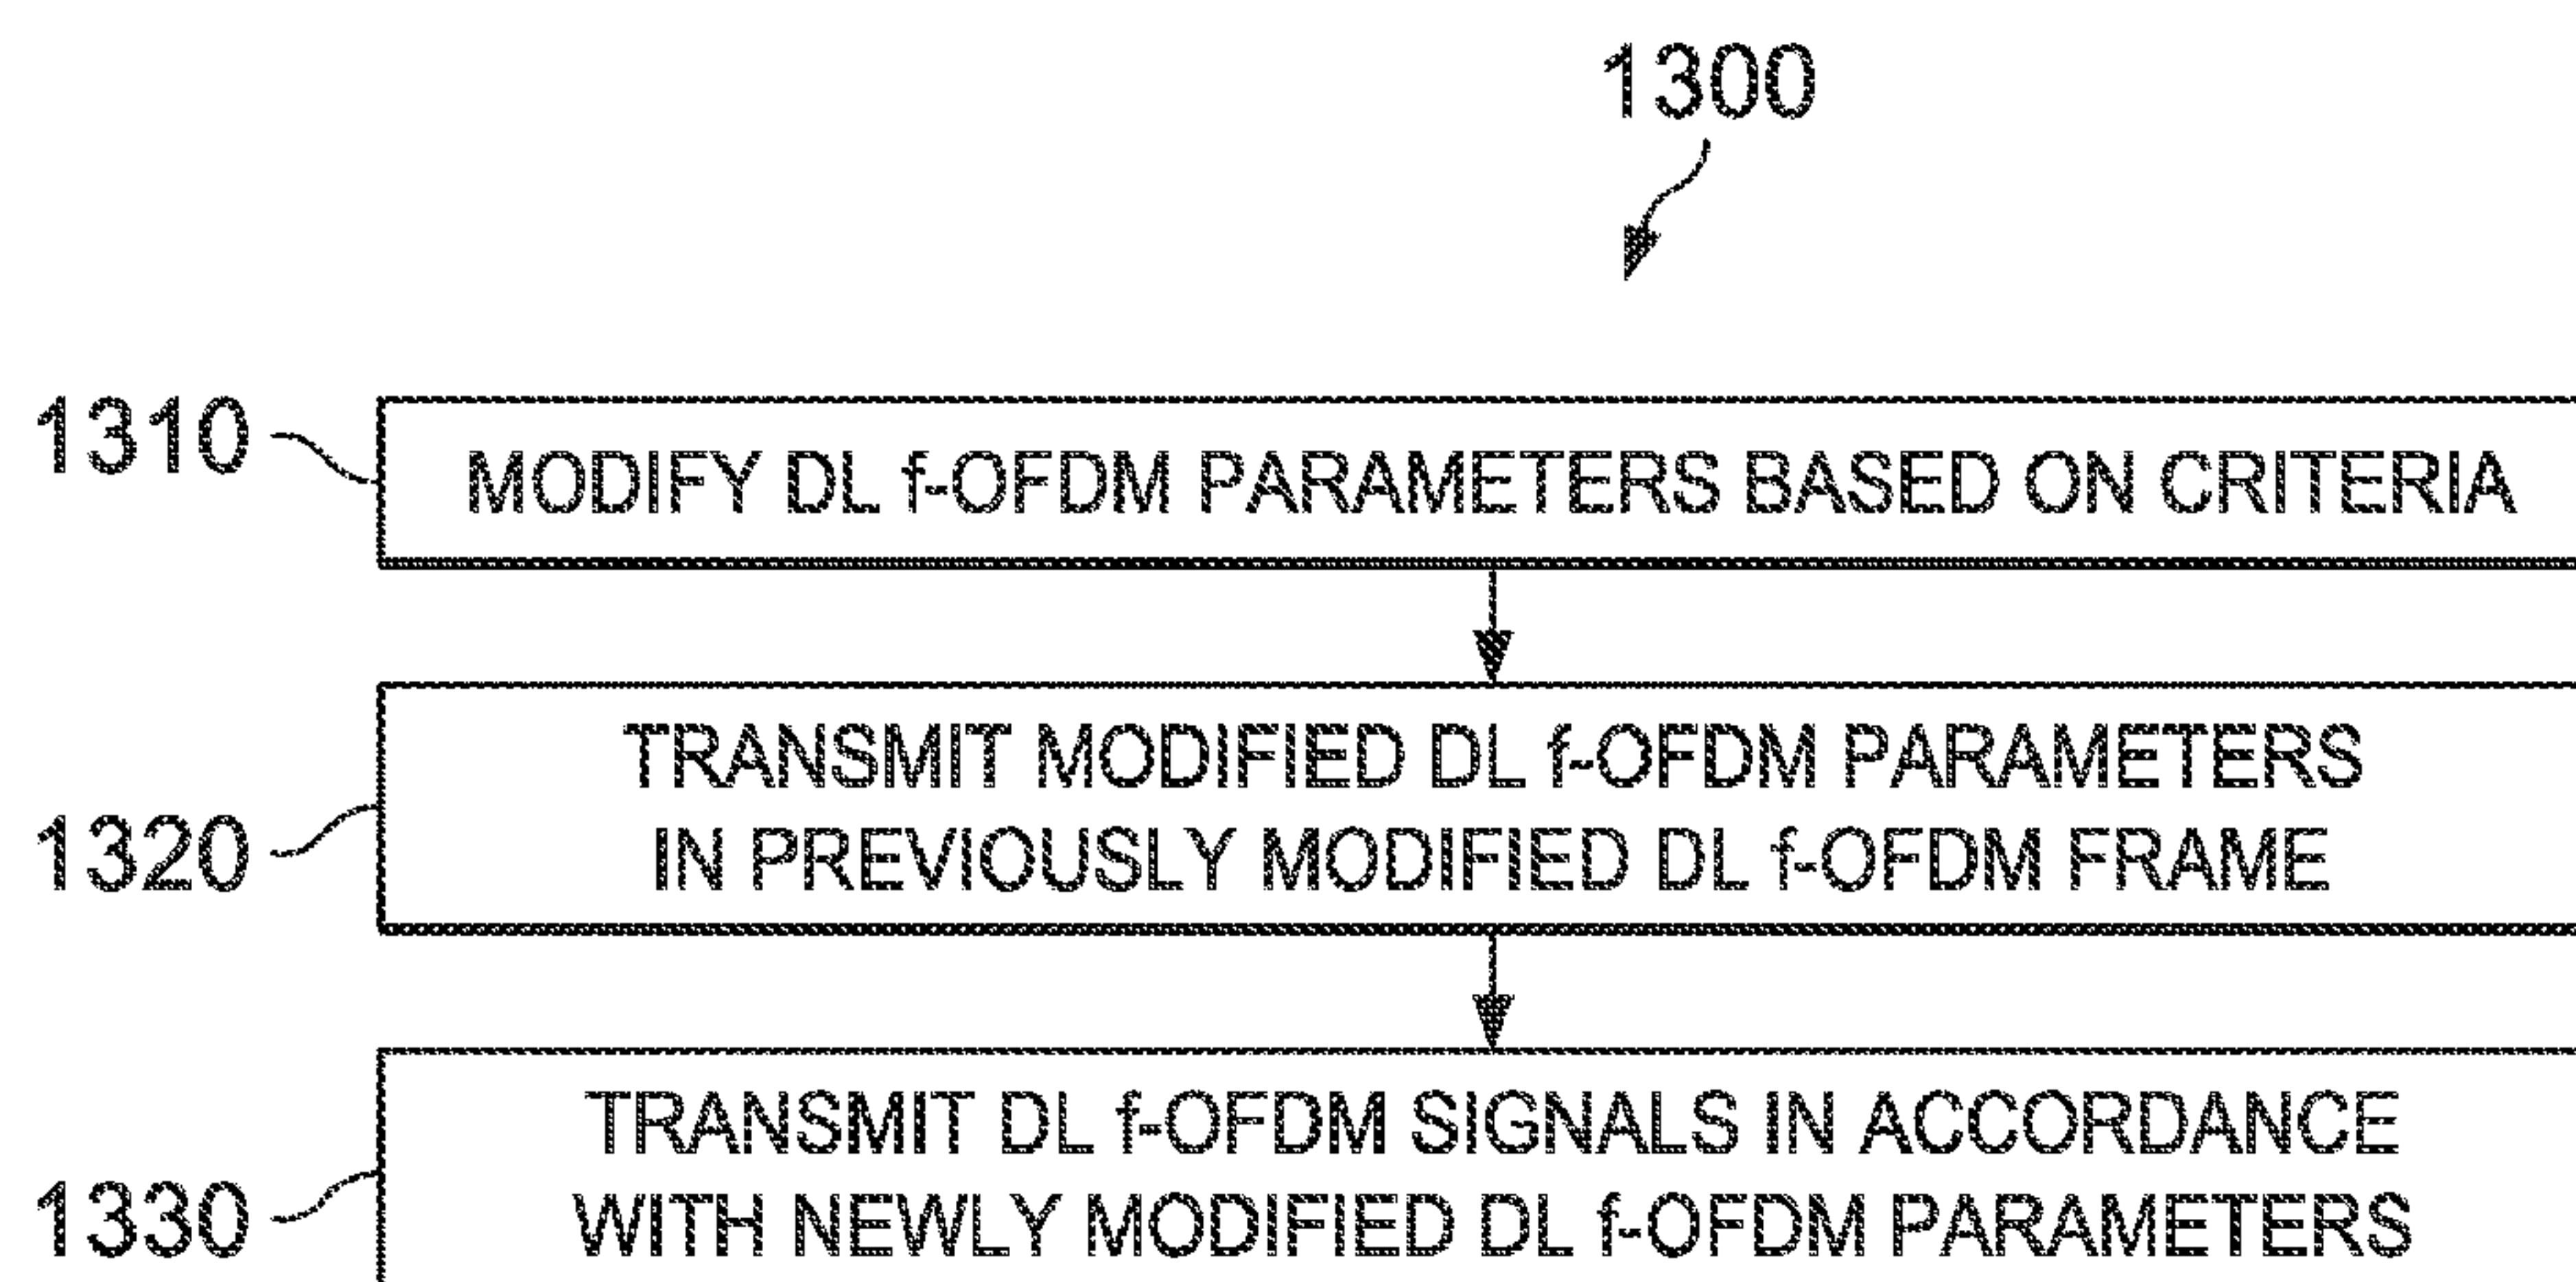 1300
1310
MODIFY DL f-OFDM PARAMETERS BASED ON CRITERIA
1320
TRANSMIT MODIFIED DL f-OFDM PARAMETERS
IN PREVIOUSLY MODIFIED DL f-OFDM FRAME
1330
TRANSMIT DL f-OFDM SIGNALS IN ACCORDANCE
WITH NEWLY MODIFIED DL f-OFDM PARAMETERS